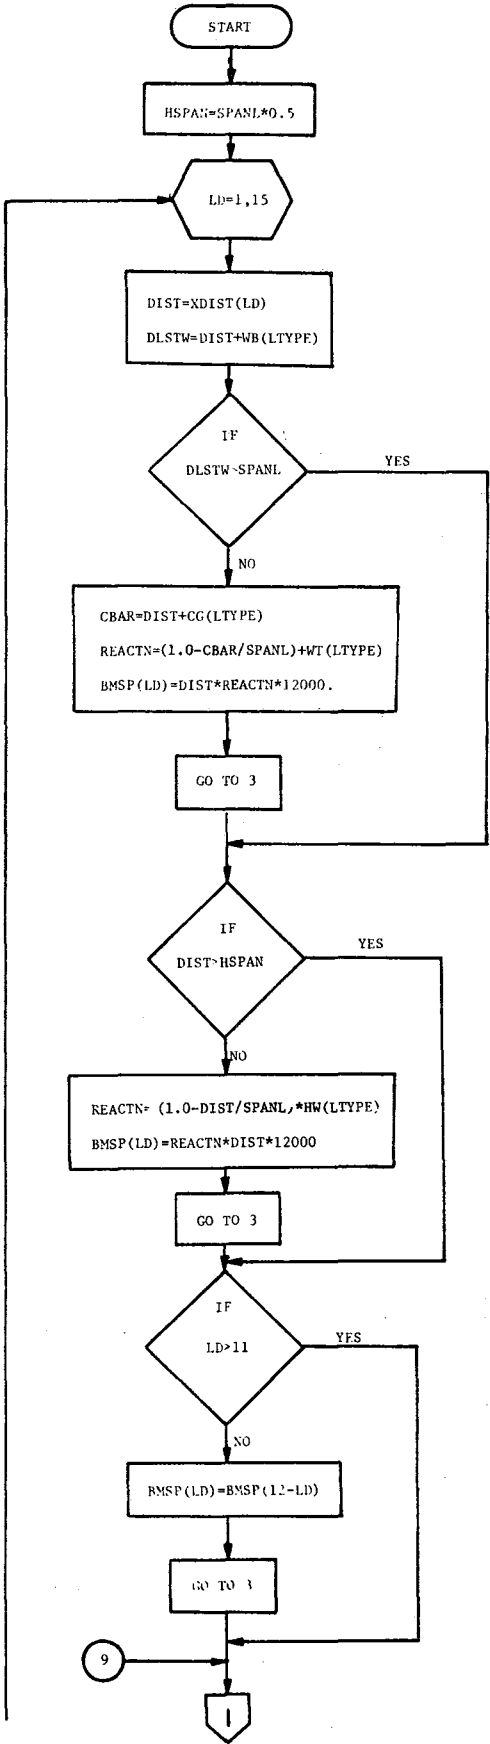 START
HSPAN=SPANL*0.5
LD=1,15
DIST=XDIST(LD)
DLSTW=DIST+WB(LTYPE)
IF
DLSTW>SPANL
YES
NO
CBAR=DIST+CG(LTYPE)
REACTN=(1.0-CBAR/SPANL)+WT(LTYPE)
BMSP(LD)=DIST*REACTN*12000.
GO TO 3
IF
DIST>HSPAN
YES
NO
REACTN= (1.0-DIST/SPANL,*HW(LTYPE)
BMSP(LD)=REACTN*DIST*12000
GO TO 3
IF
LD>11
YES
NO
BMSP(LD)=BMSP(12-LD)
GO TO 3
9
1